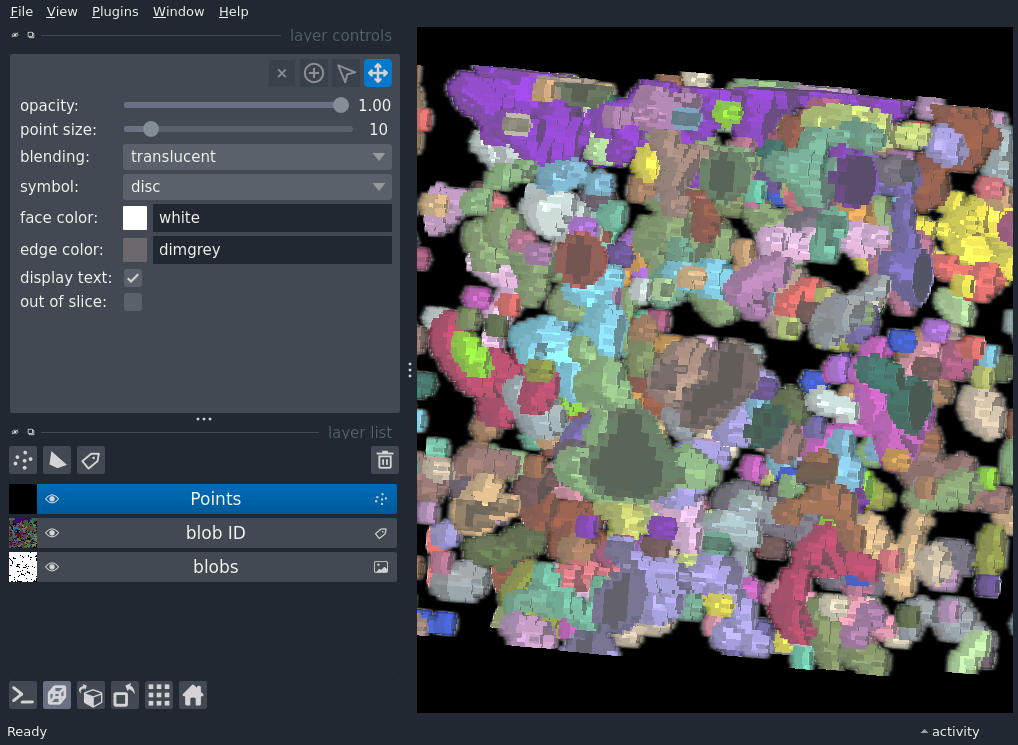 File View Plugins Window Help
layer controls
opacity: 1.00
point size: 10
blending: translucent
symbol: disc
face color: white
edge color: dimgrey
display text:
out of slice:
layer list
Points
blob ID
blobs
Ready activity